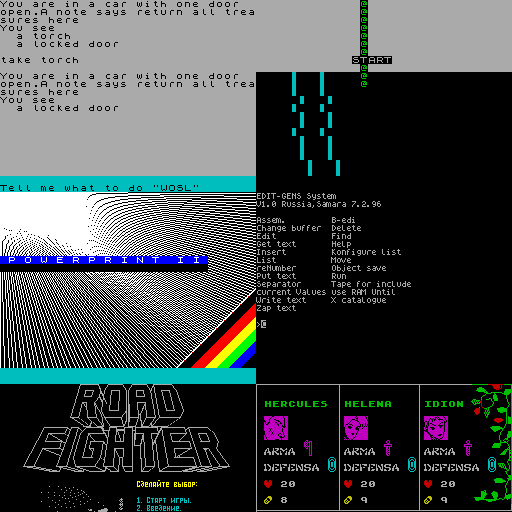 You are in a car with one door
open.A note says return all trea
sures here
You see
a torch
a locked door
take torch
You are in a car with one door
open.A note says return all trea
sures here
You see
a locked door
Tell me what to do "WOSL"
START
POWERPRINT II
EDIT-GENS System
V1.0 Russia,Samara 7.2.96
Assem. B-edi
Change buffer Delete
Edit Find
Get text Help
Insert Konfigure list
List Move
reNumber Object save
Put text Run
Separator Tape for include
current Values use RAM Until
Write text X catalogue
Zap text
>
ROAD
FIGHTER
Сделайте выбор:
1. Старт игры.
2. Введение.
HERCULES HELENA IDION
ARMA ARMA ARMA
DEFENSA DEFENSA DEFENSA
20 20 20
8 9 9